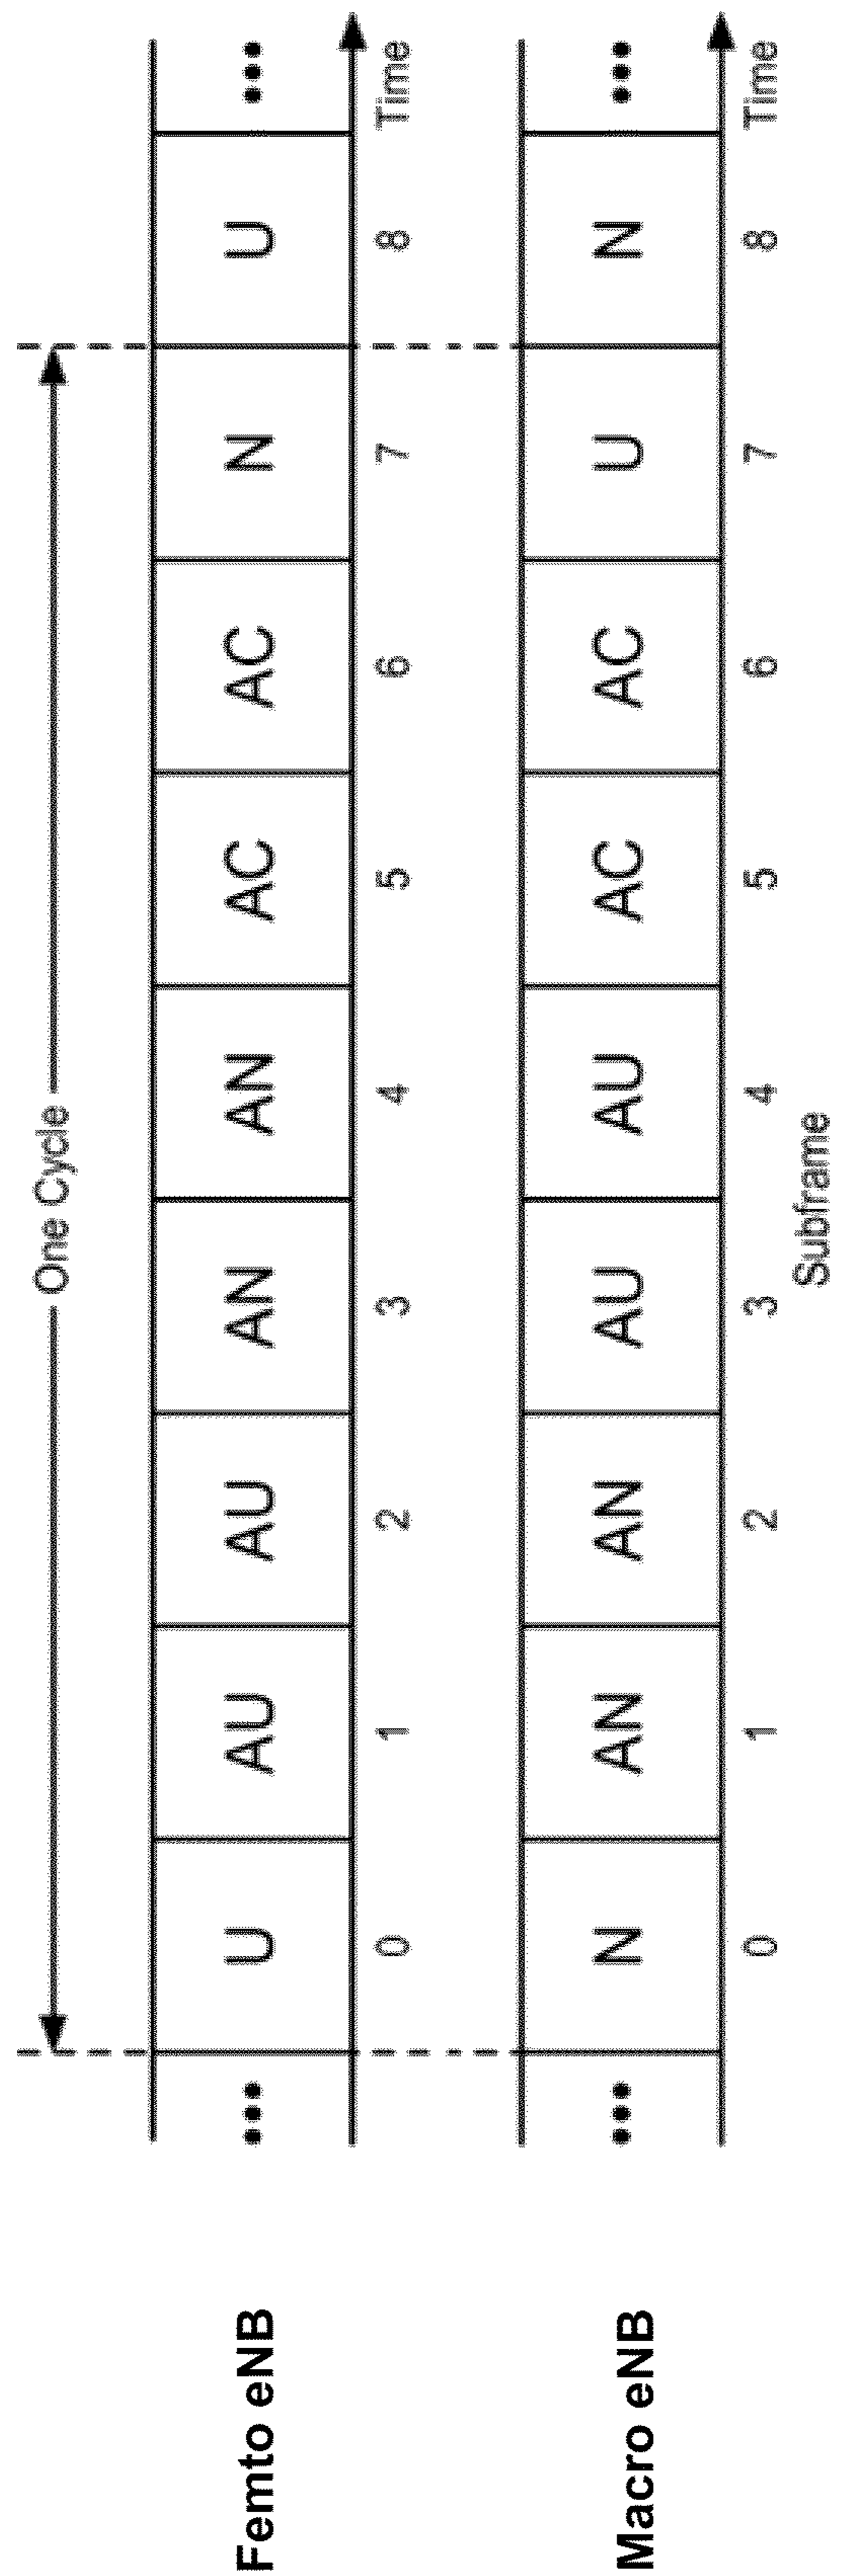 One Cycle
Femto eNB ••• U AU AU AN AN AC AC N U •••
0 1 2 3 4 5 6 7 8 Time
Macro eNB ••• N AN AN AU AU AC AC U N •••
0 1 2 3 4 5 6 7 8 Time
Subframe